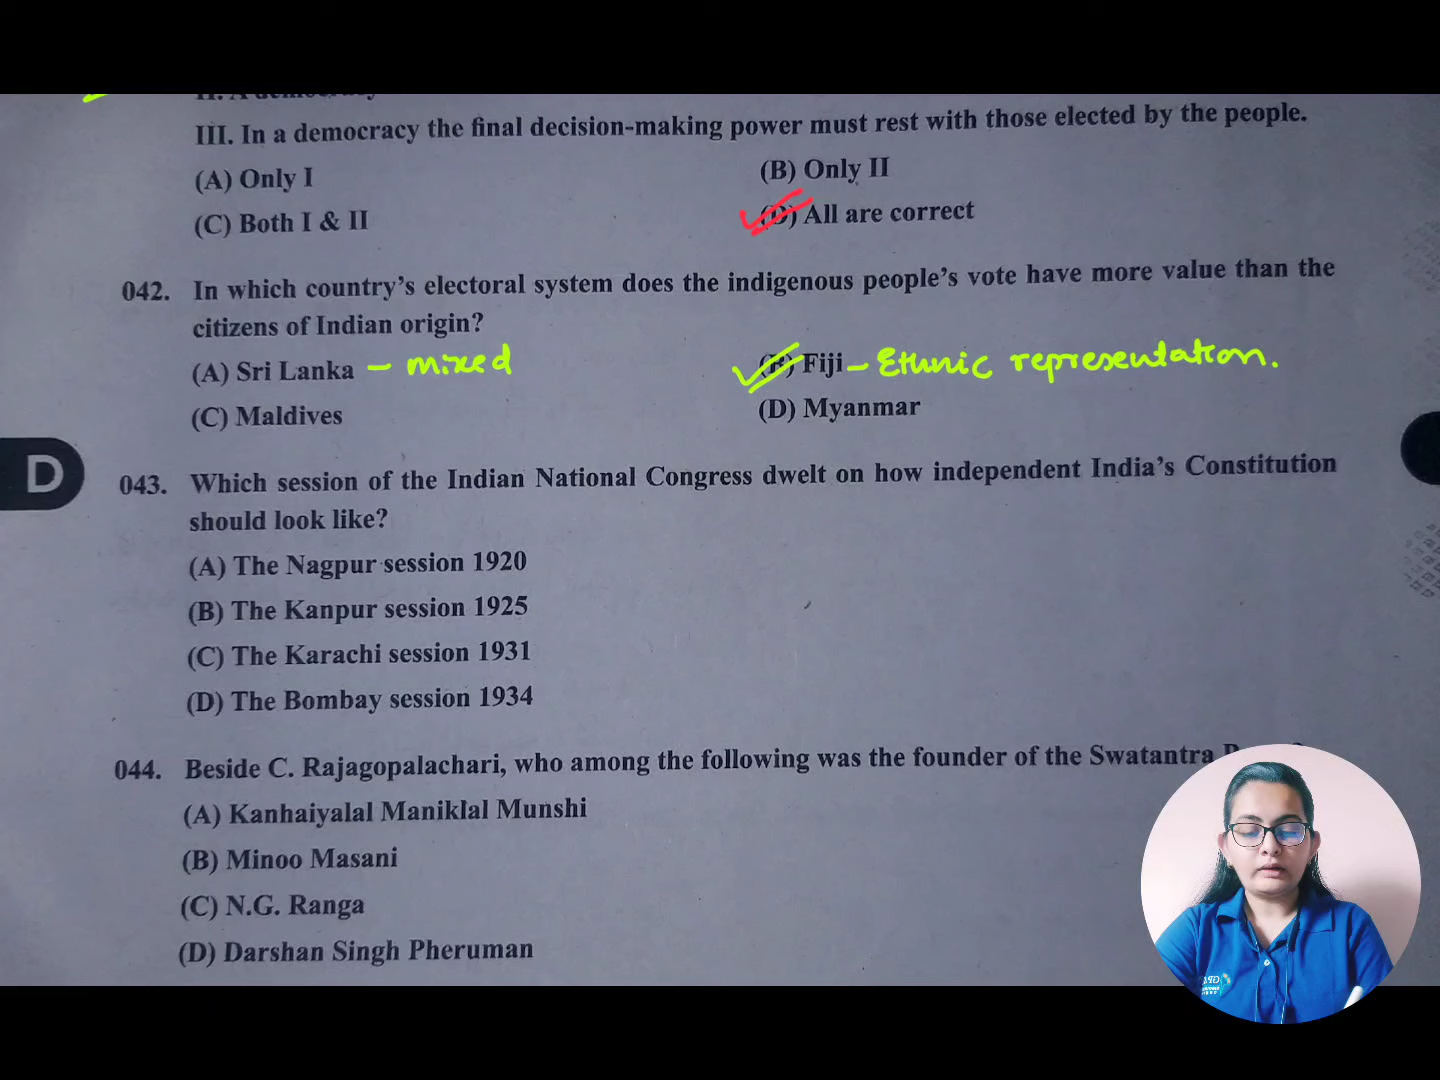 III. In a democracy the final decision-making power must rest with those elected by the people.
(A) Only I
(B) Only II
(C) Both I & II
(D) All are correct
042. In which country's electoral system does the indigenous people's vote have more value than the
citizens of Indian origin?
(A) Sri Lanka - mixed
(B) Fiji - Ethnic representation.
(C) Maldives
(D) Myanmar
D
043. Which session of the Indian National Congress dwelt on how independent India's Constitution
should look like?
(A) The Nagpur session 1920
(B) The Kanpur session 1925
(C) The Karachi session 1931
(D) The Bombay session 1934
044. Beside C. Rajagopalachari, who among the following was the founder of the Swatantra
(A) Kanhaiyalal Maniklal Munshi
(B) Minoo Masani
(C) N.G. Ranga
(D) Darshan Singh Pheruman